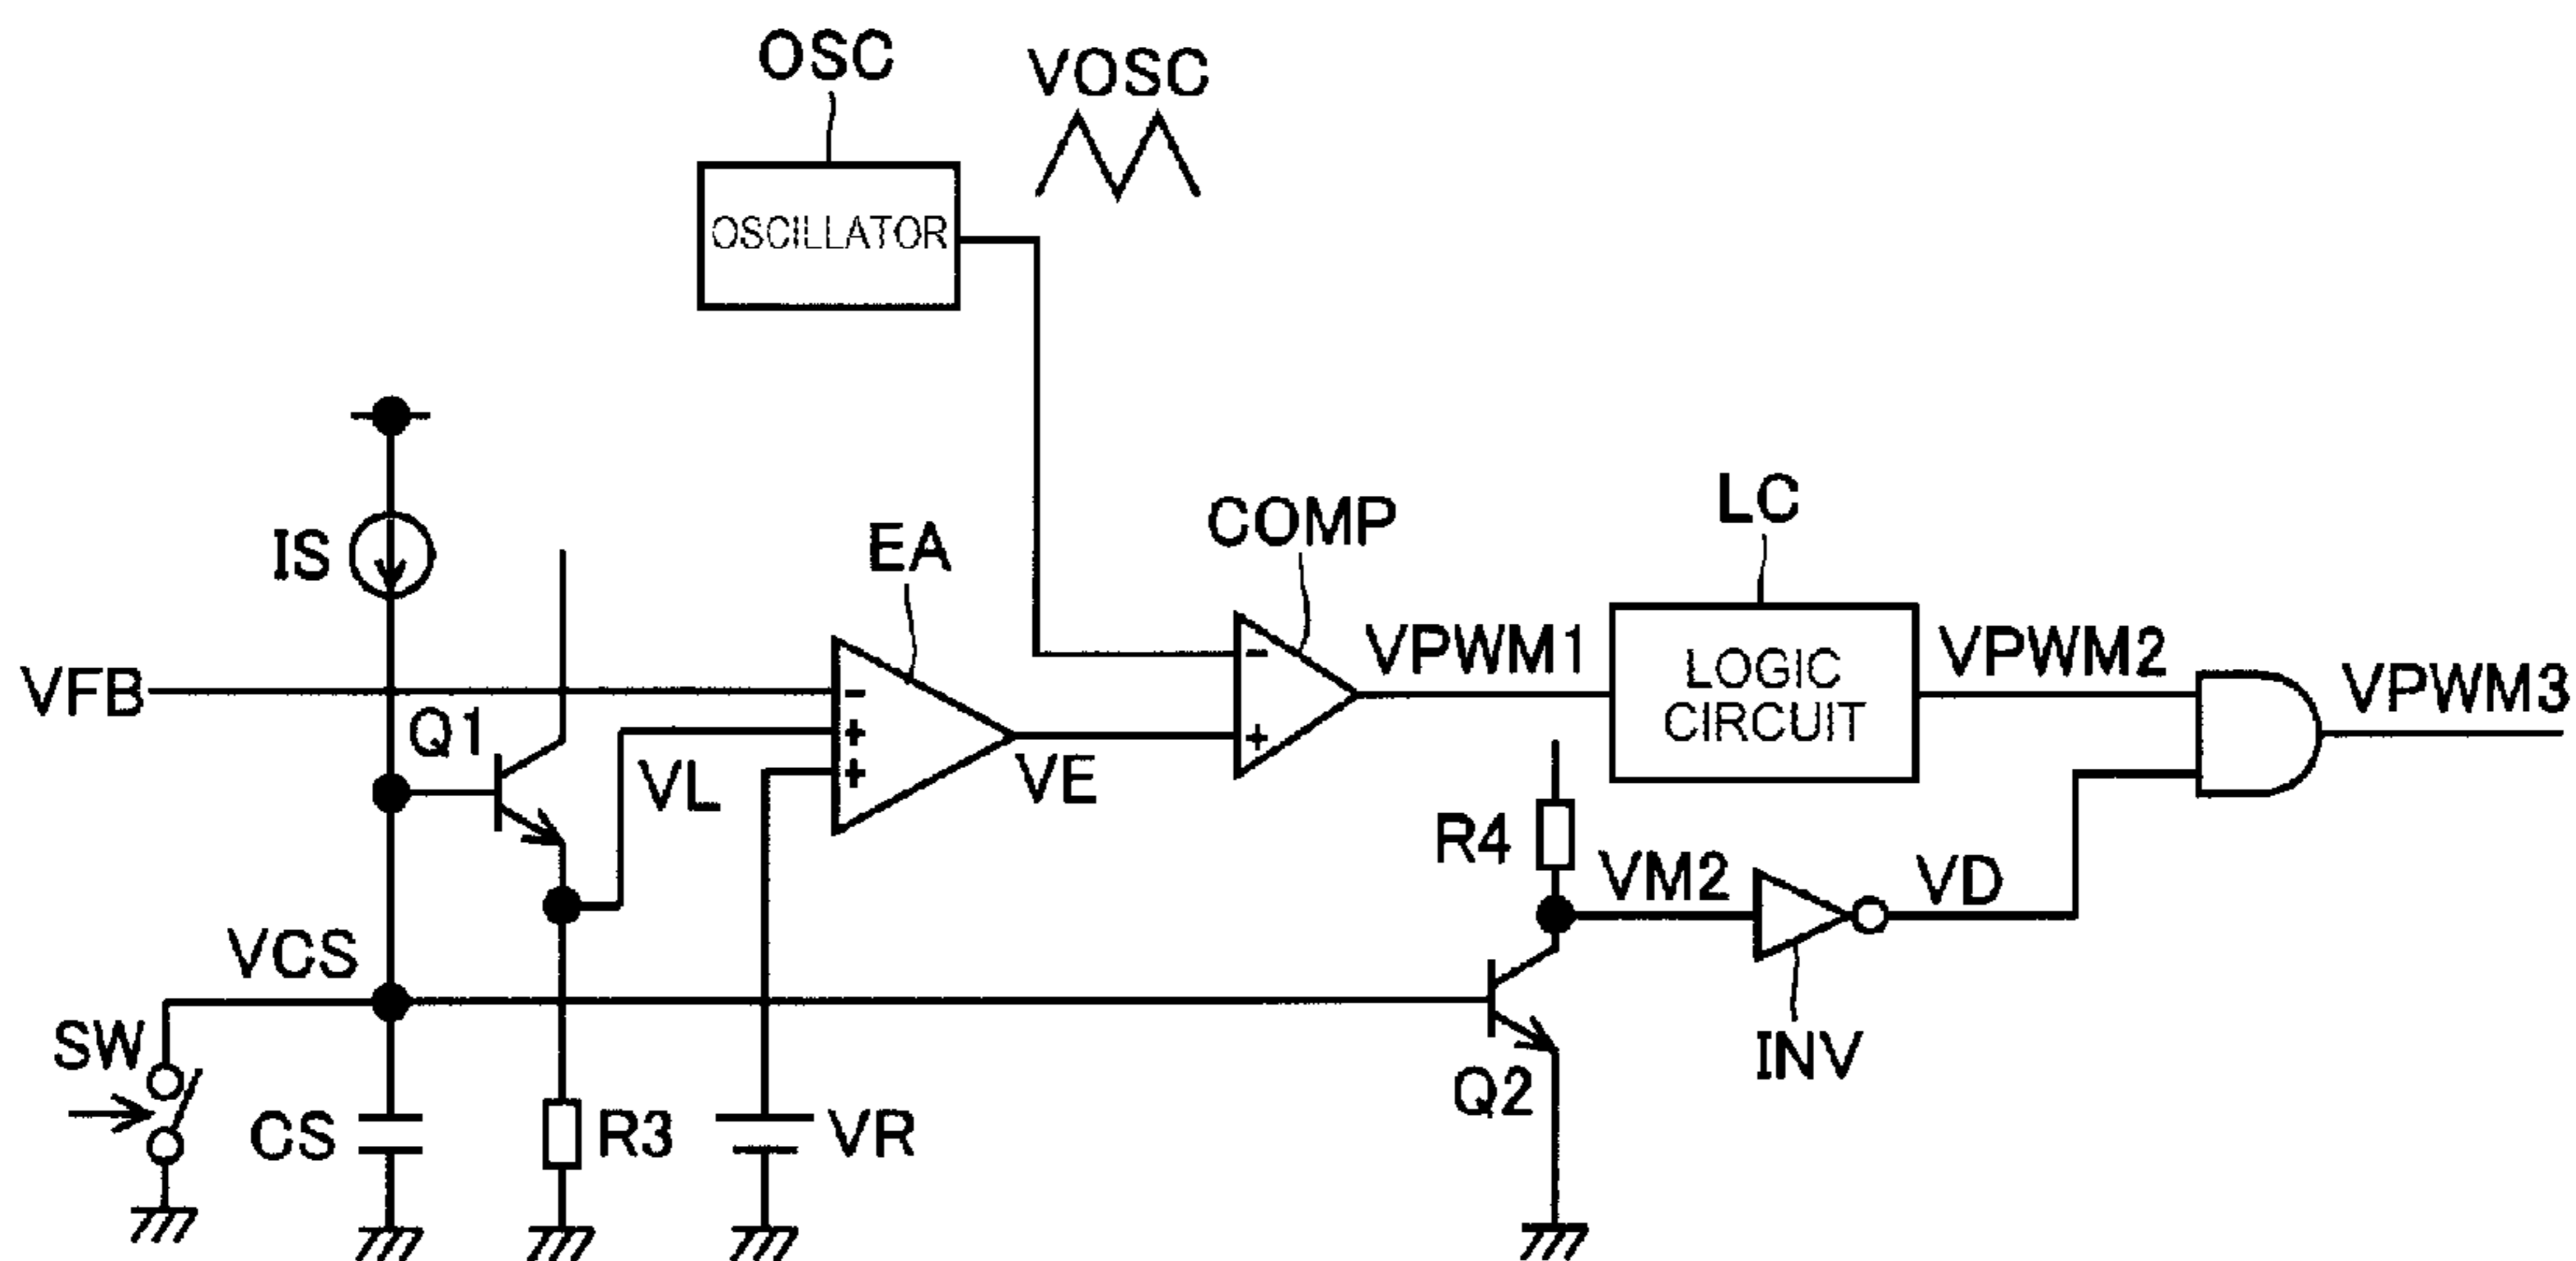 OSC
VOSC
OSCILLATOR
IS
EA
COMP
LC
VFB
-
+
+
-
+
VPWM1
LOGIC
CIRCUIT
VPWM2
VPWM3
Q1
VL
VE
R4
VM2
VD
VCS
SW
CS
R3
VR
Q2
INV